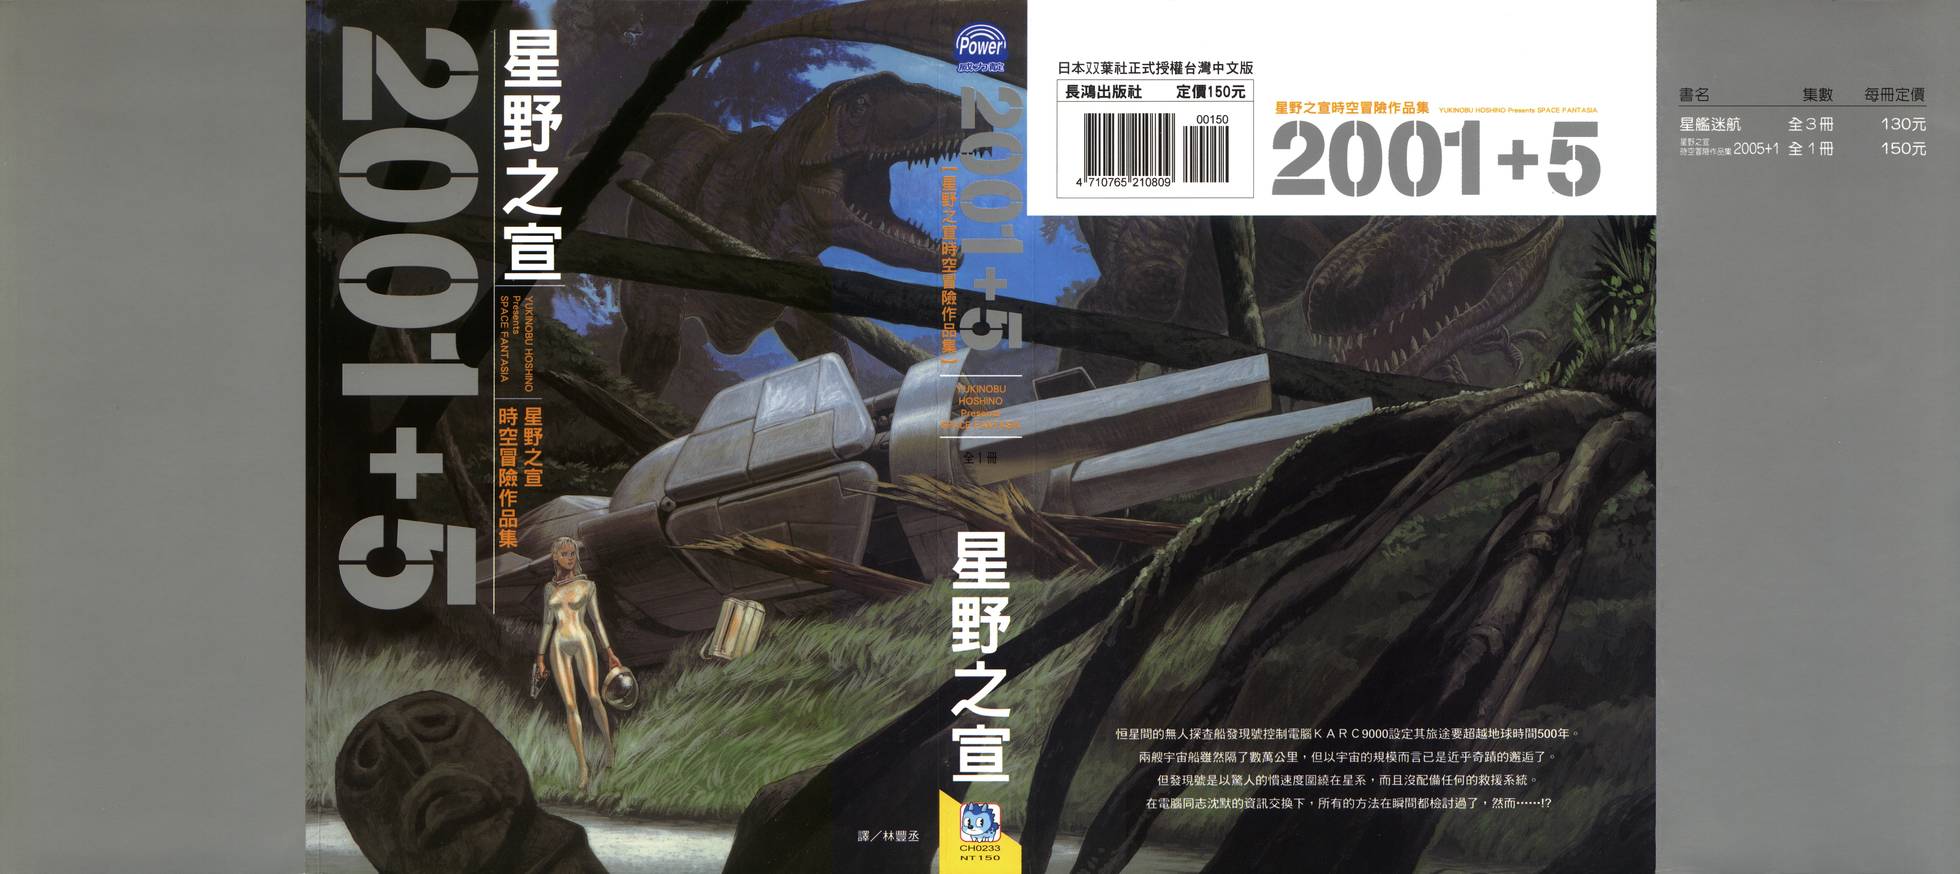 2001+5
星野之宣
YUKINOBU HOSHINO
Presents
SPACE FANTASIA
星野之宣
時空冒險作品集
譯／林豐丞
Power
2001+5
【星野之宣時空冒險作品集】
YUKINOBU
HOSHINO
Presents
SPACE FANTASIA
全1冊
星野之宣
CH0233
NT150
日本双葉社正式授權台灣中文版
長鴻出版社 定價150元
00150
4 710765 210809
星野之宣時空冒險作品集 YUKINOBU HOSHINO Presents SPACE FANTASIA
2001+5
恒星間的無人探查船發現號控制電腦ＫＡＲＣ9000設定其旅途要超越地球時間500年。
兩艘宇宙船雖然隔了數萬公里，但以宇宙的規模而言已是近乎奇蹟的邂逅了。
但發現號是以驚人的慣速度圍繞在星系，而且沒配備任何的救援系統。
在電腦同志沈默的資訊交換下，所有的方法在瞬間都檢討過了，然而……!?
書名 集數 每冊定價
星艦迷航 全3冊 130元
星野之宣
時空冒險作品集 2005+1 全1冊 150元